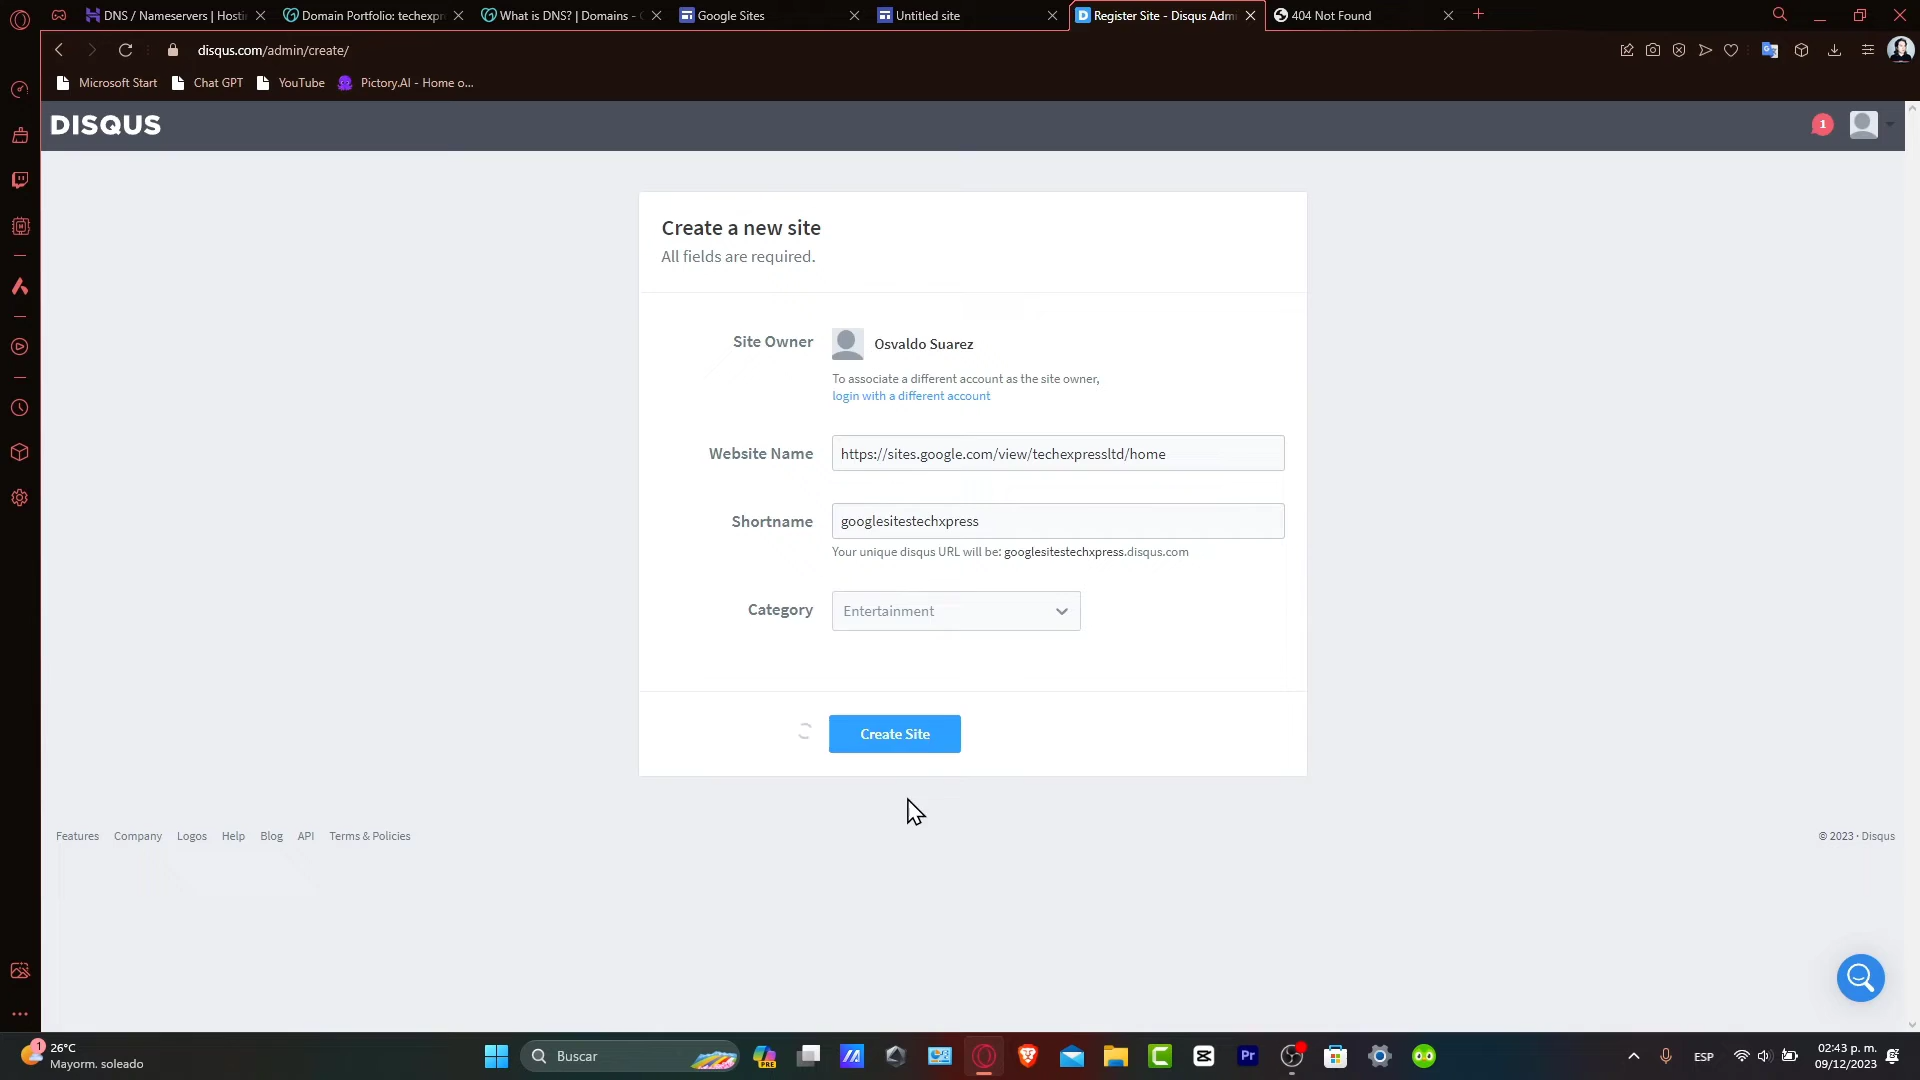 DNS / Nameservers | Hosti
Domain Portfolio: techexpr
What is DNS? | Domains -
Google Sites
Untitled site
Register Site - Disqus Adm
404 Not Found
disqus.com/admin/create/
Microsoft Start
Chat GPT
YouTube
Pictory.AI - Home o...
DISQUS
1
Create a new site
All fields are required.
Site Owner
Osvaldo Suarez
To associate a different account as the site owner,
login with a different account
Website Name
https://sites.google.com/view/techexpressltd/home
Shortname
googlesitestechxpress
Your unique disqus URL will be: googlesitestechxpress.disqus.com
Category
Entertainment
Create Site
Features
Company
Logos
Help
Blog
API
Terms & Policies
© 2023 · Disqus
1
26°C
Mayorm. soleado
Buscar
PRE
Pr
ESP
02:43 p. m.
09/12/2023